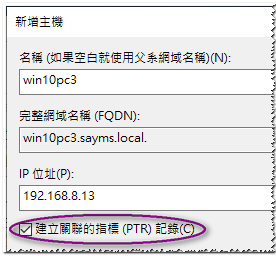 新增主機
名稱 (如果空白就使用父系網域名稱)(N):
win10pc3
完整網域名稱 (FQDN):
win10pc3.sayms.local.
IP 位址(P):
192.168.8.13
建立關聯的指標 (PTR) 記錄(C)